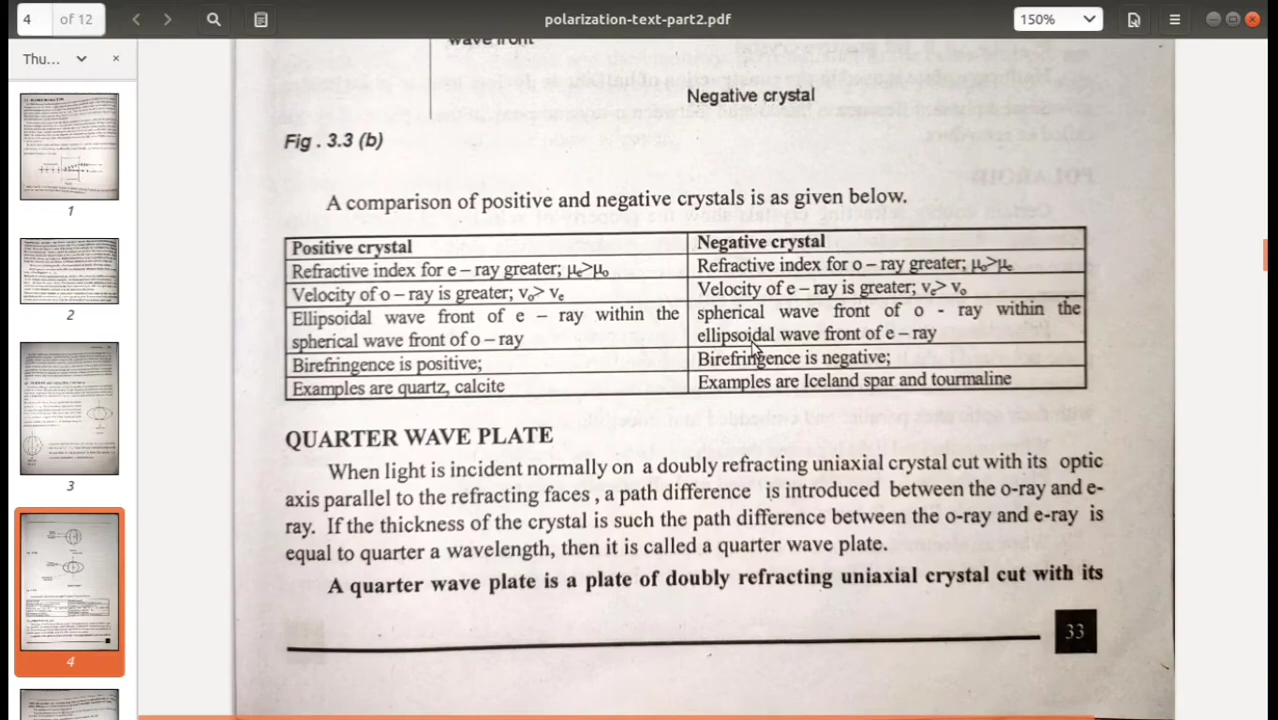 4 of 12
polarization-text-part2.pdf
150%
Thu...
1
2
3
4
wave front
Negative crystal
Fig . 3.3 (b)
A comparison of positive and negative crystals is as given below.
Positive crystal Negative crystal
Refractive index for e – ray greater; μe>μo Refractive index for o – ray greater; μo>μe
Velocity of o – ray is greater; vo> ve Velocity of e – ray is greater; ve> vo
Ellipsoidal wave front of e – ray within the spherical wave front of o - ray within the
spherical wave front of o – ray ellipsoidal wave front of e – ray
Birefringence is positive; Birefringence is negative;
Examples are quartz, calcite Examples are Iceland spar and tourmaline
QUARTER WAVE PLATE
When light is incident normally on a doubly refracting uniaxial crystal cut with its optic
axis parallel to the refracting faces , a path difference is introduced between the o-ray and e-
ray. If the thickness of the crystal is such the path difference between the o-ray and e-ray is
equal to quarter a wavelength, then it is called a quarter wave plate.
A quarter wave plate is a plate of doubly refracting uniaxial crystal cut with its
33